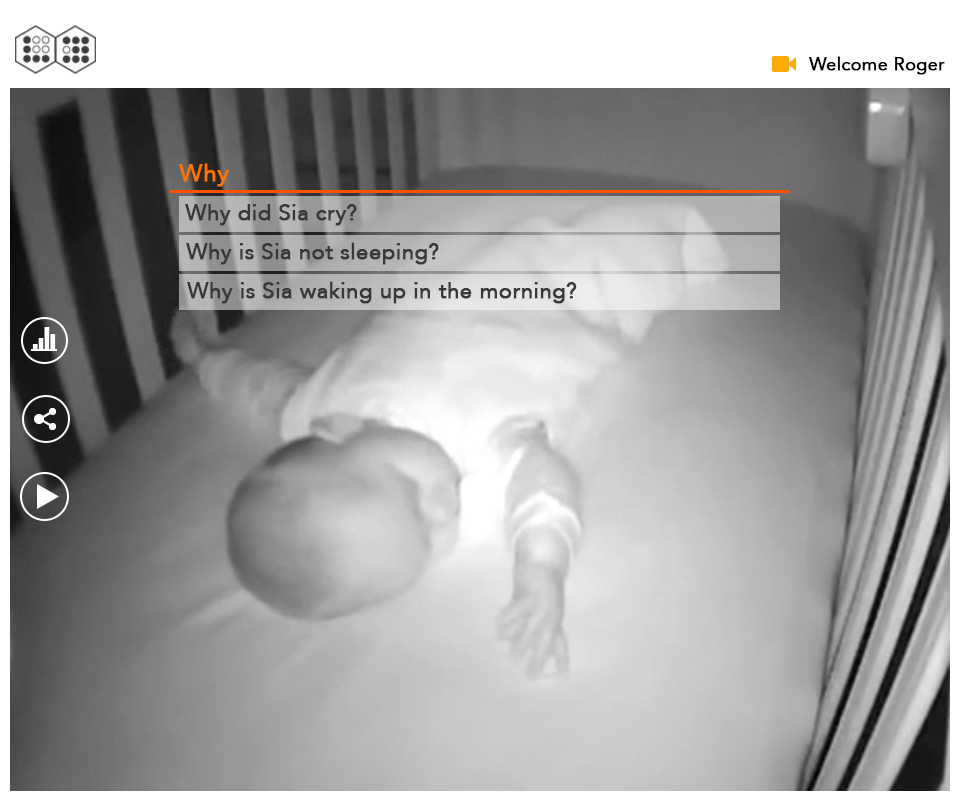 Welcome Roger
Why
Why did Sia cry?
Why is Sia not sleeping?
Why is Sia waking up in the morning?